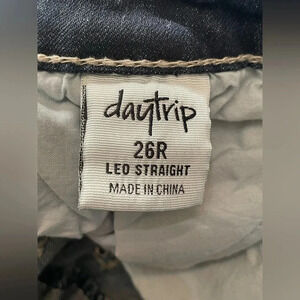 daytrip
26R
LEO STRAIGHT
MADE IN CHINA